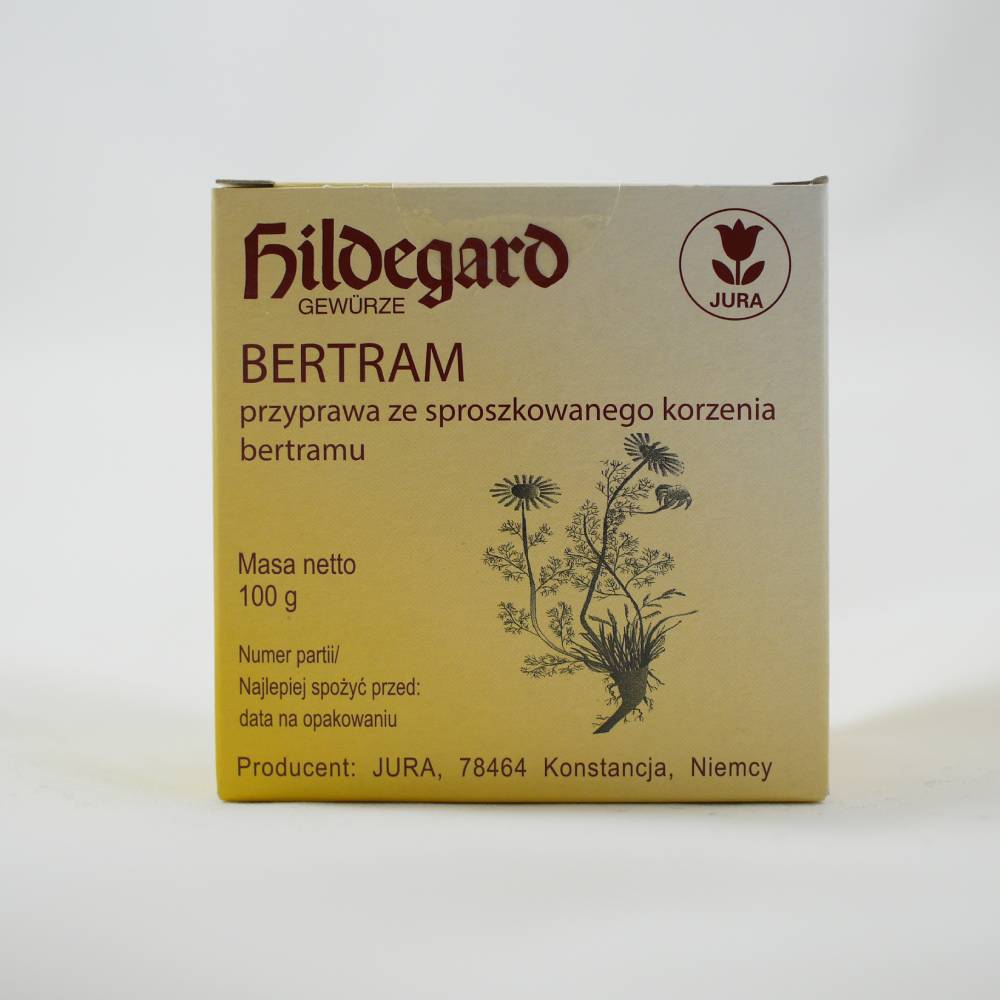 Hildegard
GEWÜRZE
JURA
BERTRAM
przyprawa ze sproszkowanego korzenia
bertramu
Masa netto
100 g
Numer partii/
Najlepiej spożyć przed:
data na opakowaniu
Producent: JURA, 78464 Konstancja, Niemcy